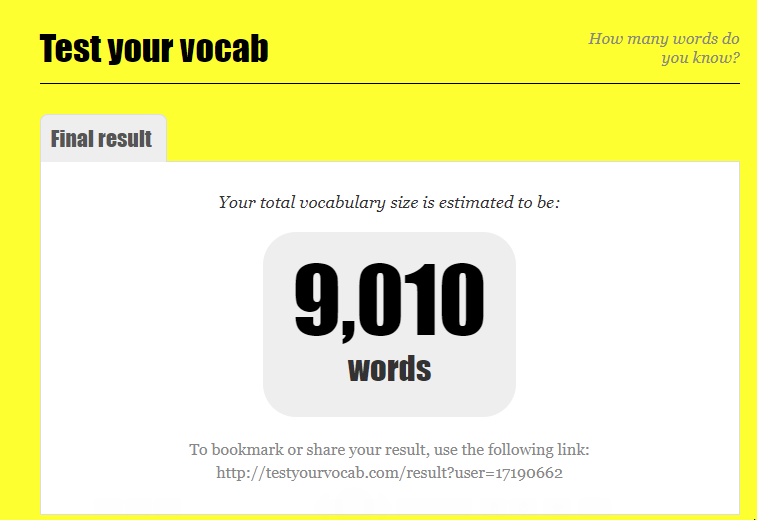 Test your vocab
How many words do
you know?
Final result
Your total vocabulary size is estimated to be:
9,010
words
To bookmark or share your result, use the following link:
http://testyourvocab.com/result?user=17190662